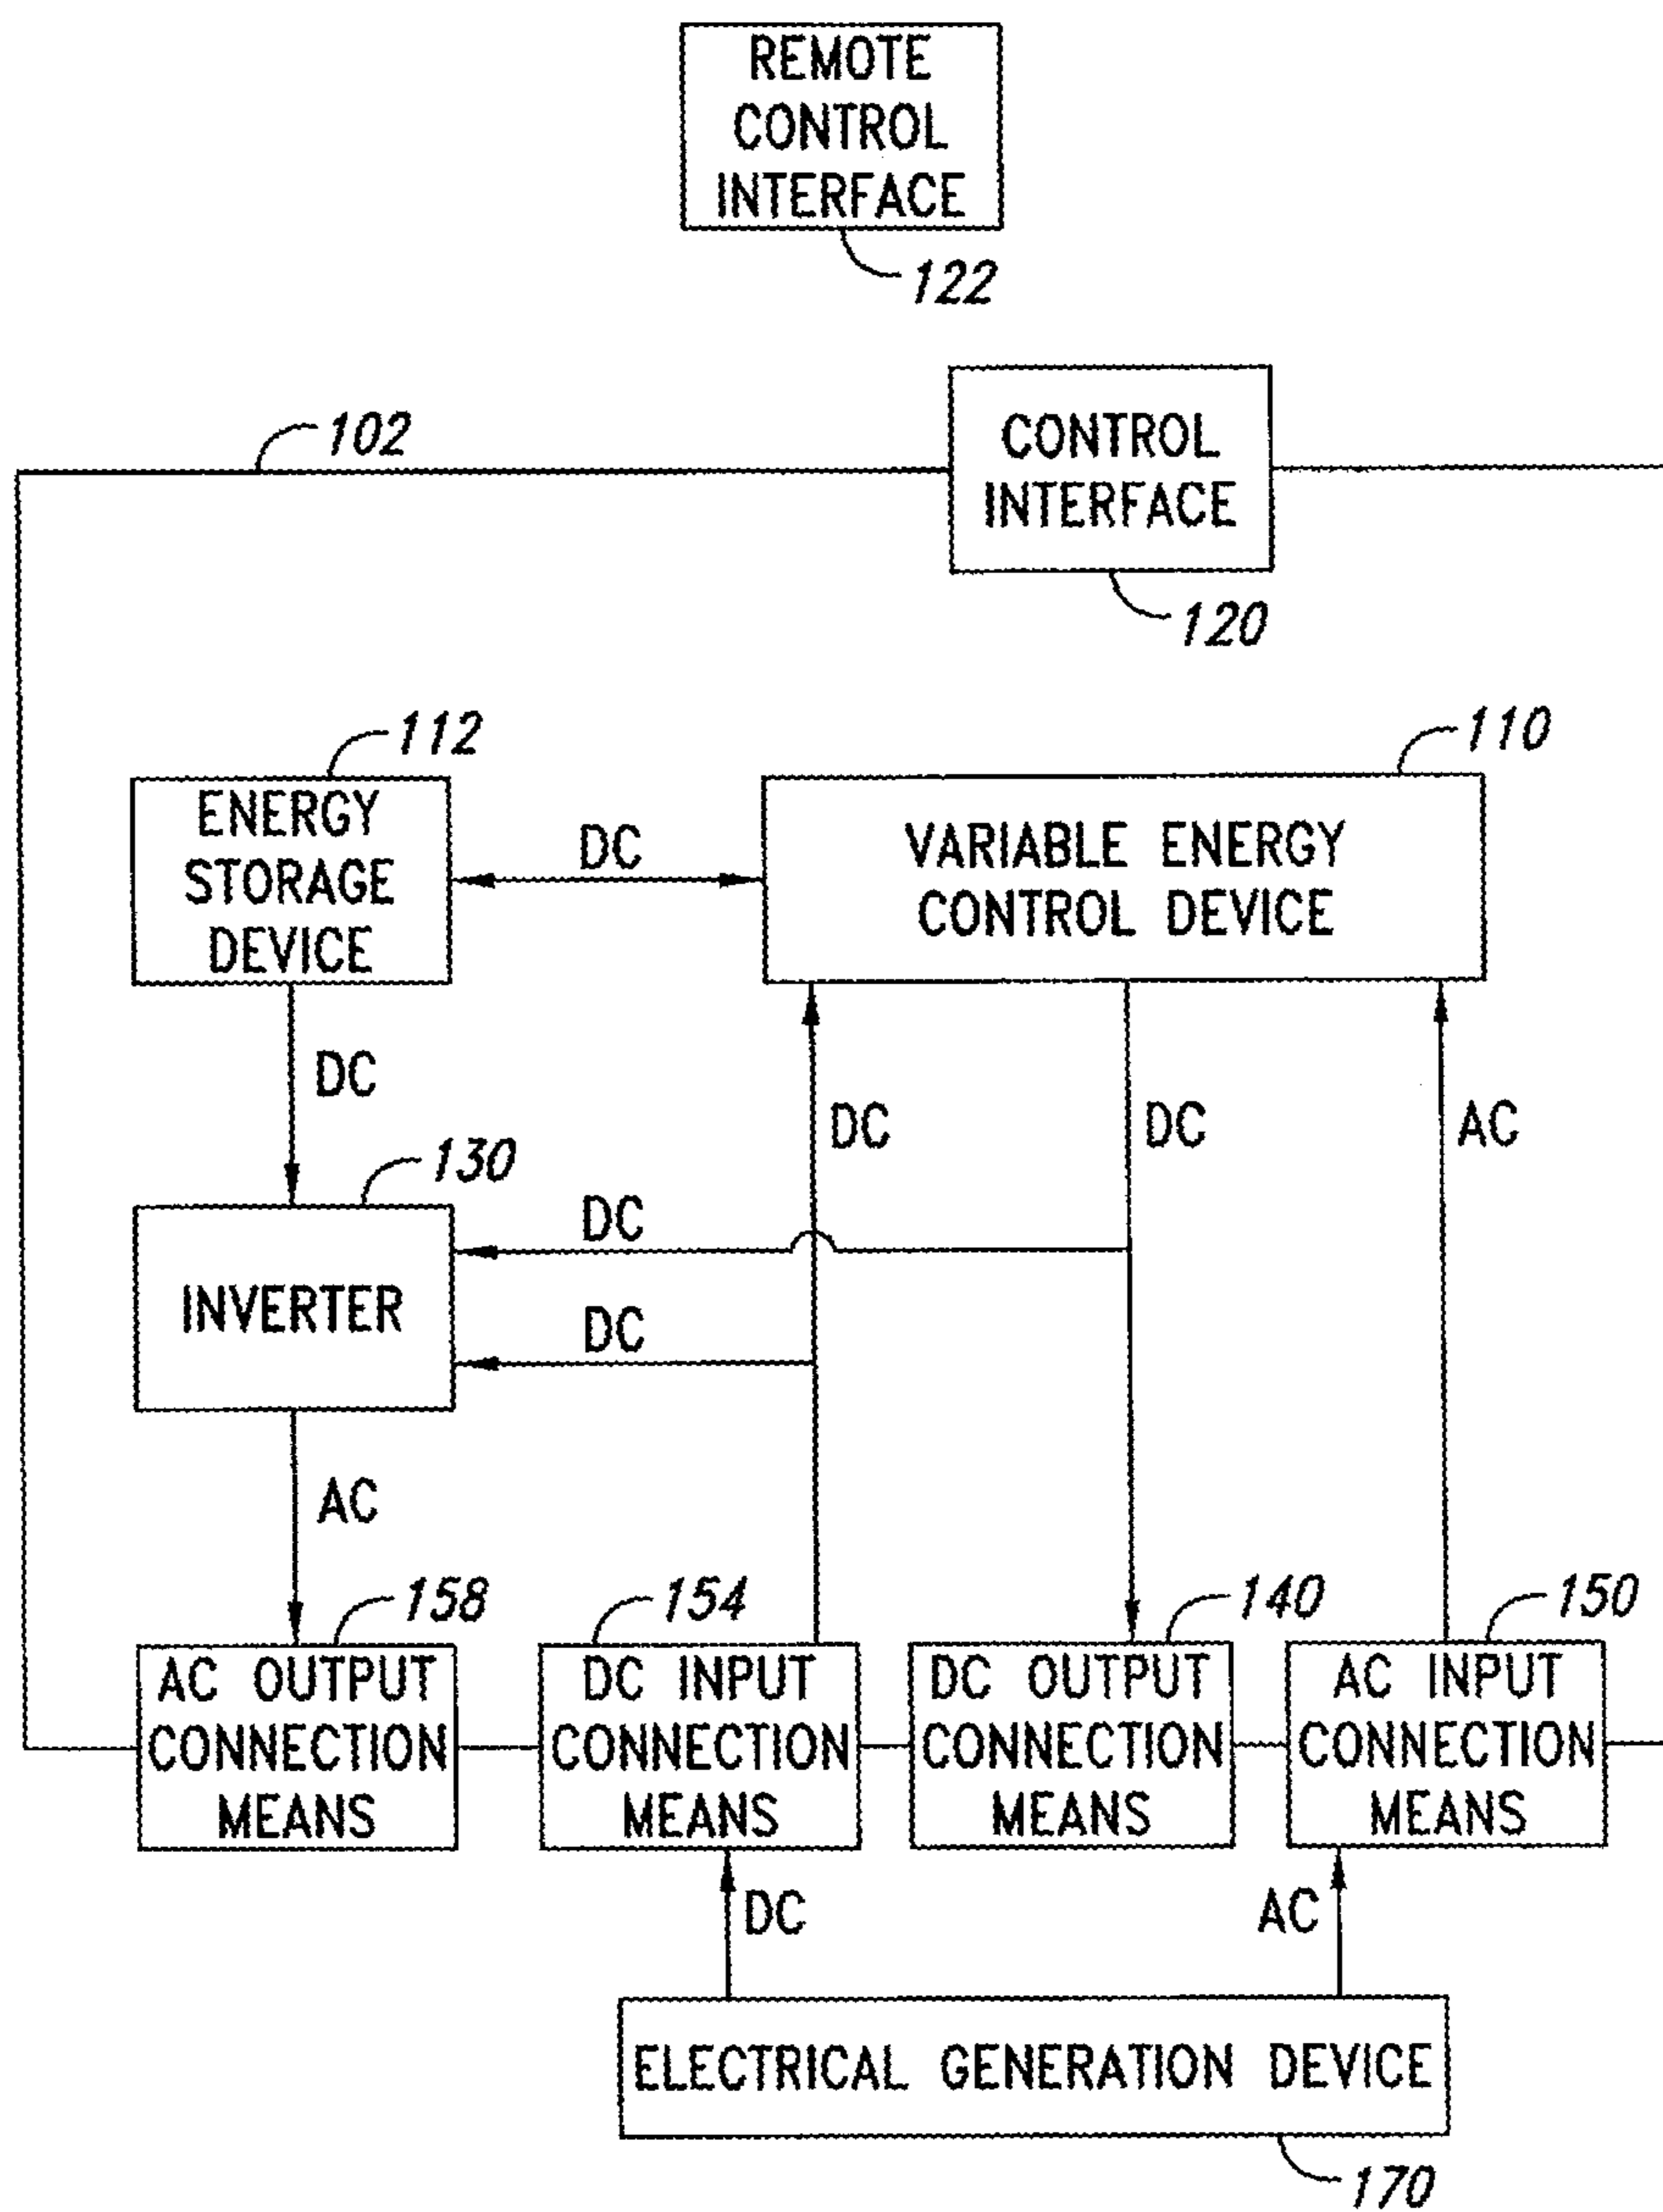 REMOTE
CONTROL
INTERFACE
122
102
CONTROL
INTERFACE
120
112
110
ENERGY
STORAGE
DEVICE
DC
VARIABLE ENERGY
CONTROL DEVICE
DC
DC
DC
AC
130
DC
INVERTER
DC
AC
158
154
140
150
AC OUTPUT
CONNECTION
MEANS
DC INPUT
CONNECTION
MEANS
DC OUTPUT
CONNECTION
MEANS
AC INPUT
CONNECTION
MEANS
DC
AC
ELECTRICAL GENERATION DEVICE
170